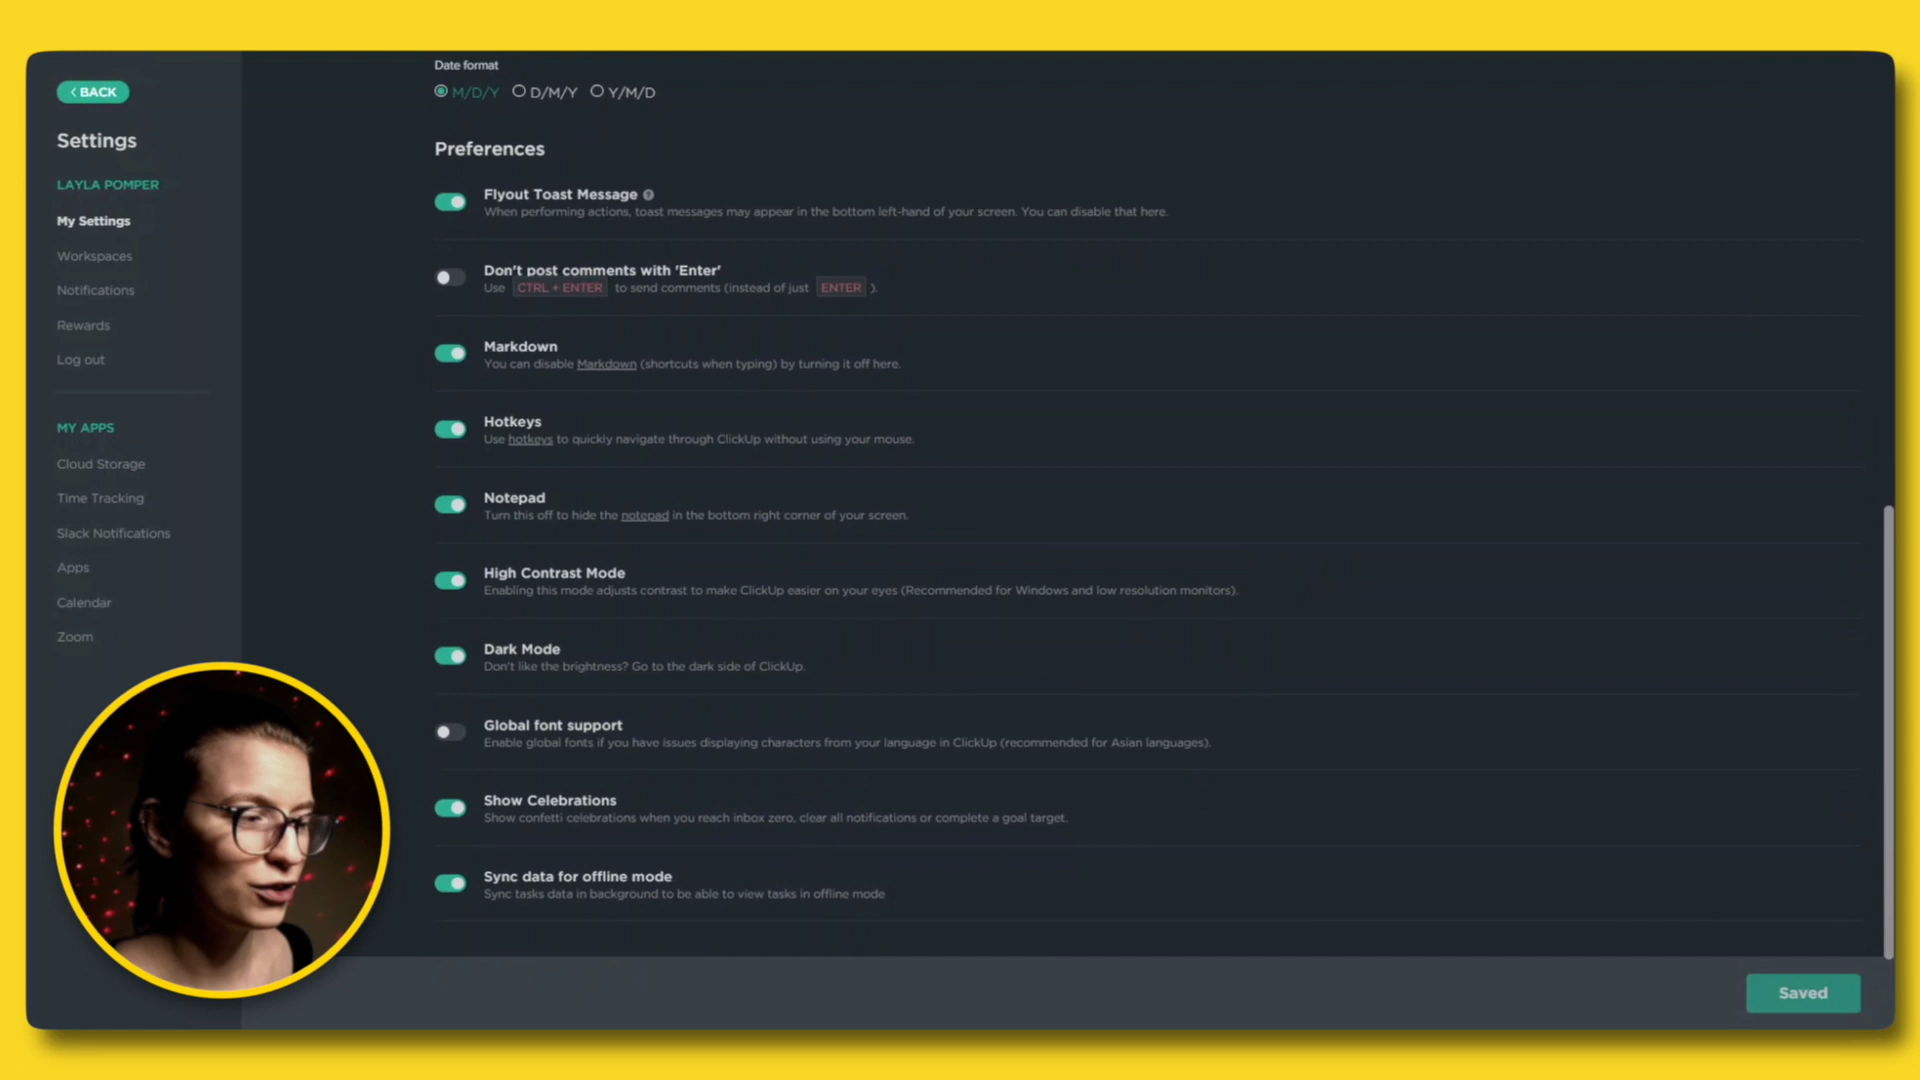 BACK
Settings
LAYLA POMPER
My Settings
Workspaces
Notifications
Rewards
Log out
MY APPS
Cloud Storage
Time Tracking
Slack Notifications
Apps
Calendar
Zoom
Date format
M/D/Y D/M/Y Y/M/D
Preferences
Flyout Toast Message ?
When performing actions, toast messages may appear in the bottom left-hand of your screen. You can disable that here.
Don't post comments with 'Enter'
Use CTRL + ENTER to send comments (instead of just ENTER ).
Markdown
You can disable Markdown (shortcuts when typing) by turning it off here.
Hotkeys
Use hotkeys to quickly navigate through ClickUp without using your mouse.
Notepad
Turn this off to hide the notepad in the bottom right corner of your screen.
High Contrast Mode
Enabling this mode adjusts contrast to make ClickUp easier on your eyes (Recommended for Windows and low resolution monitors).
Dark Mode
Don't like the brightness? Go to the dark side of ClickUp.
Global font support
Enable global fonts if you have issues displaying characters from your language in ClickUp (recommended for Asian languages).
Show Celebrations
Show confetti celebrations when you reach inbox zero, clear all notifications or complete a goal target.
Sync data for offline mode
Sync tasks data in background to be able to view tasks in offline mode
Saved